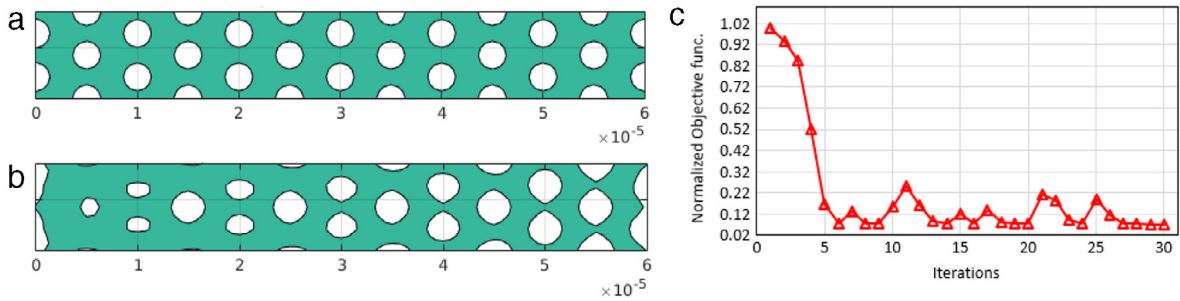 a
0 1 2 3 4 5 6
×10-5
b
0 1 2 3 4 5 6
×10-5
c
Normalized Objective func.
1.02
0.92
0.82
0.72
0.62
0.52
0.42
0.32
0.22
0.12
0.02
0 5 10 15 20 25 30
Iterations